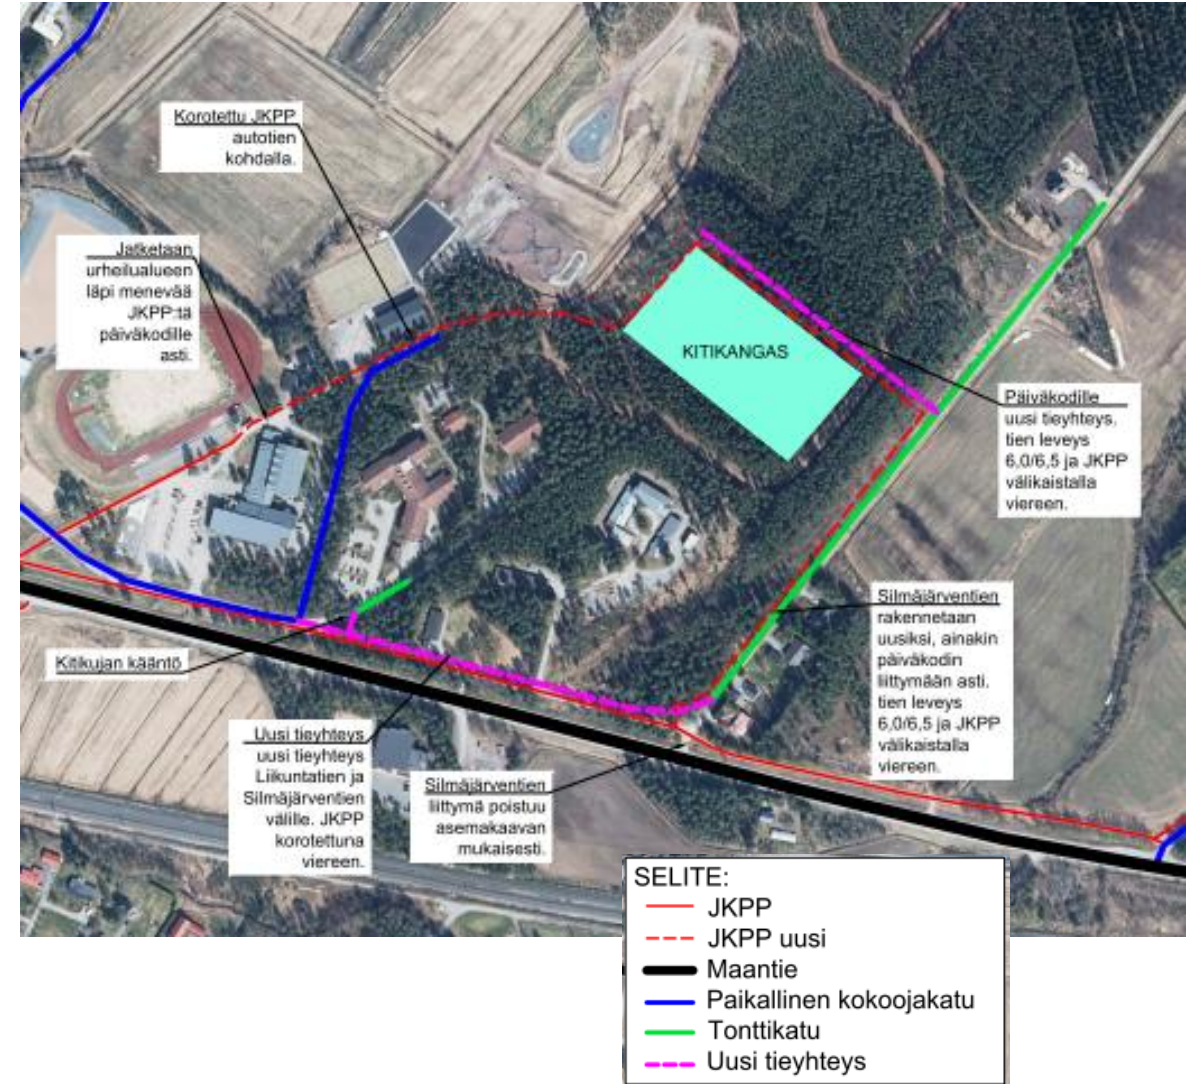 Korotettu JKPP
autotien
kohdalla.
Jatketaan
urheilualueen
läpi menevää
JKPP:tä
päiväkodille
asti.
KITIKANGAS
Päiväkodille
uusi tieyhteys,
tien leveys
6,0/6,5 ja JKPP
välikaistalla
viereen.
Silmäjärventien
rakennetaan
uusiksi, ainakin
päiväkodin
liittymään asti.
tien leveys
6,0/6,5 ja JKPP
välikaistalla
viereen.
Kitikujan kääntö
Uusi tieyhteys
uusi tieyhteys
Liikuntatien ja
Silmäjärventien
välille. JKPP
korotettuna
viereen.
Silmäjärventien
liittymä poistuu
asemakaavan
mukaisesti.
SELITE:
JKPP
JKPP uusi
Maantie
Paikallinen kokoojakatu
Tonttikatu
Uusi tieyhteys